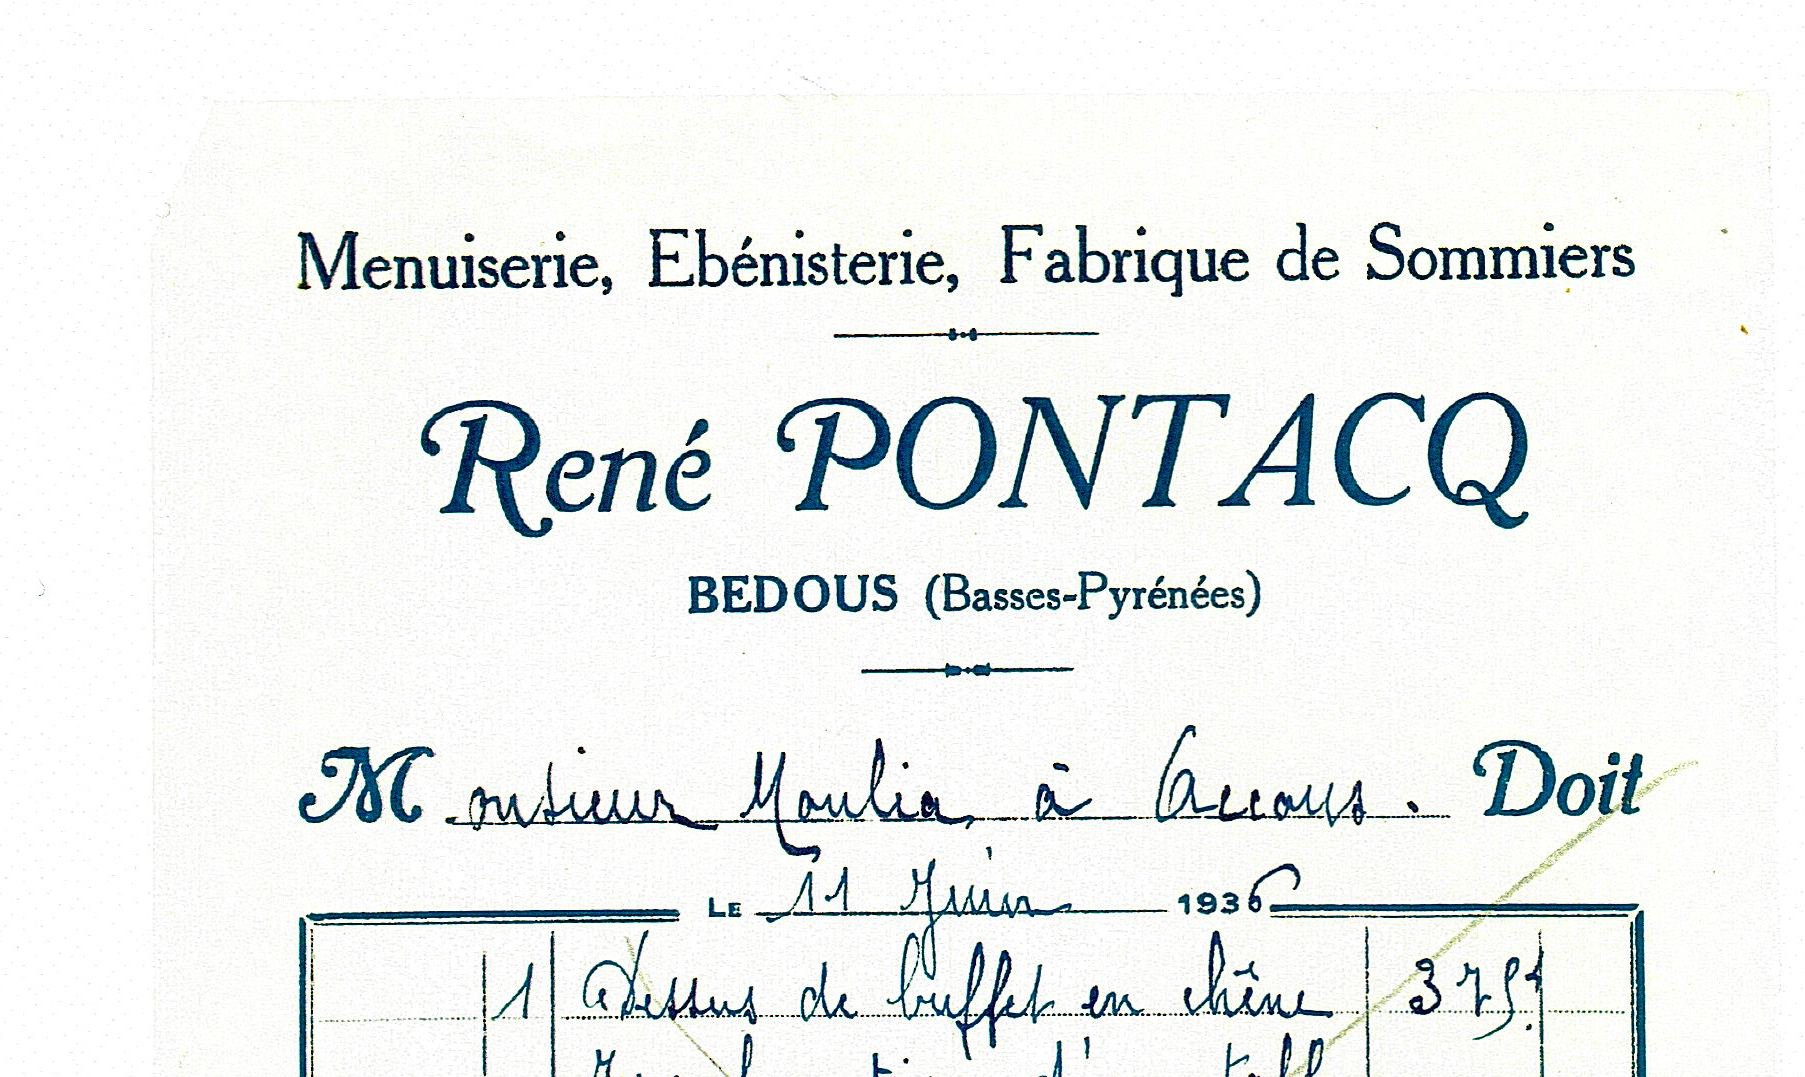 Menuiserie, Ebénisterie, Fabrique de Sommiers
René PONTACQ
BEDOUS (Basses-Pyrénées)
Monsieur Moulia, à Accous. Doit
LE 11 Juin 1936
1 Dessus de buffet en chêne 375f